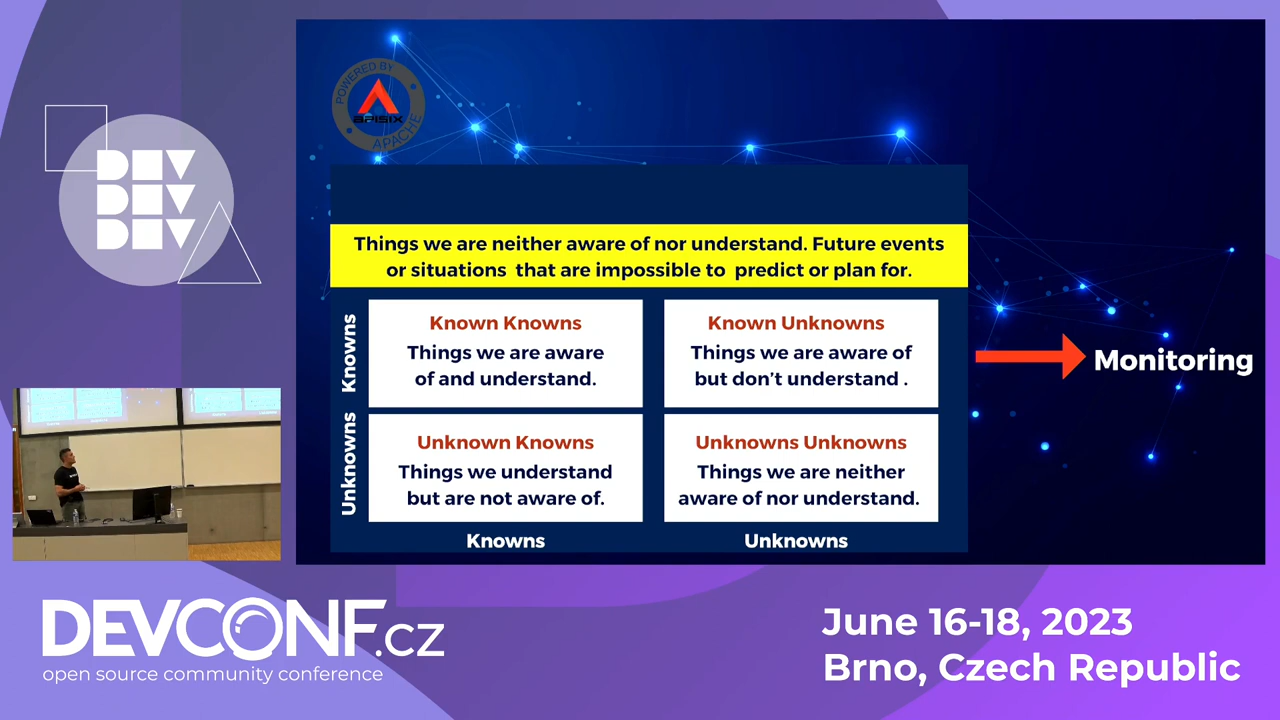 DEV
DEV
DEV
POWERED BY
APISIX
APACHE
Things we are neither aware of nor understand. Future events
or situations that are impossible to predict or plan for.
Knowns
Known Knowns
Things we are aware
of and understand.
Known Unknowns
Things we are aware of
but don’t understand .
Monitoring
Unknowns
Unknown Knowns
Things we understand
but are not aware of.
Unknowns Unknowns
Things we are neither
aware of nor understand.
Knowns
Unknowns
DEVCONF.CZ
open source community conference
June 16-18, 2023
Brno, Czech Republic